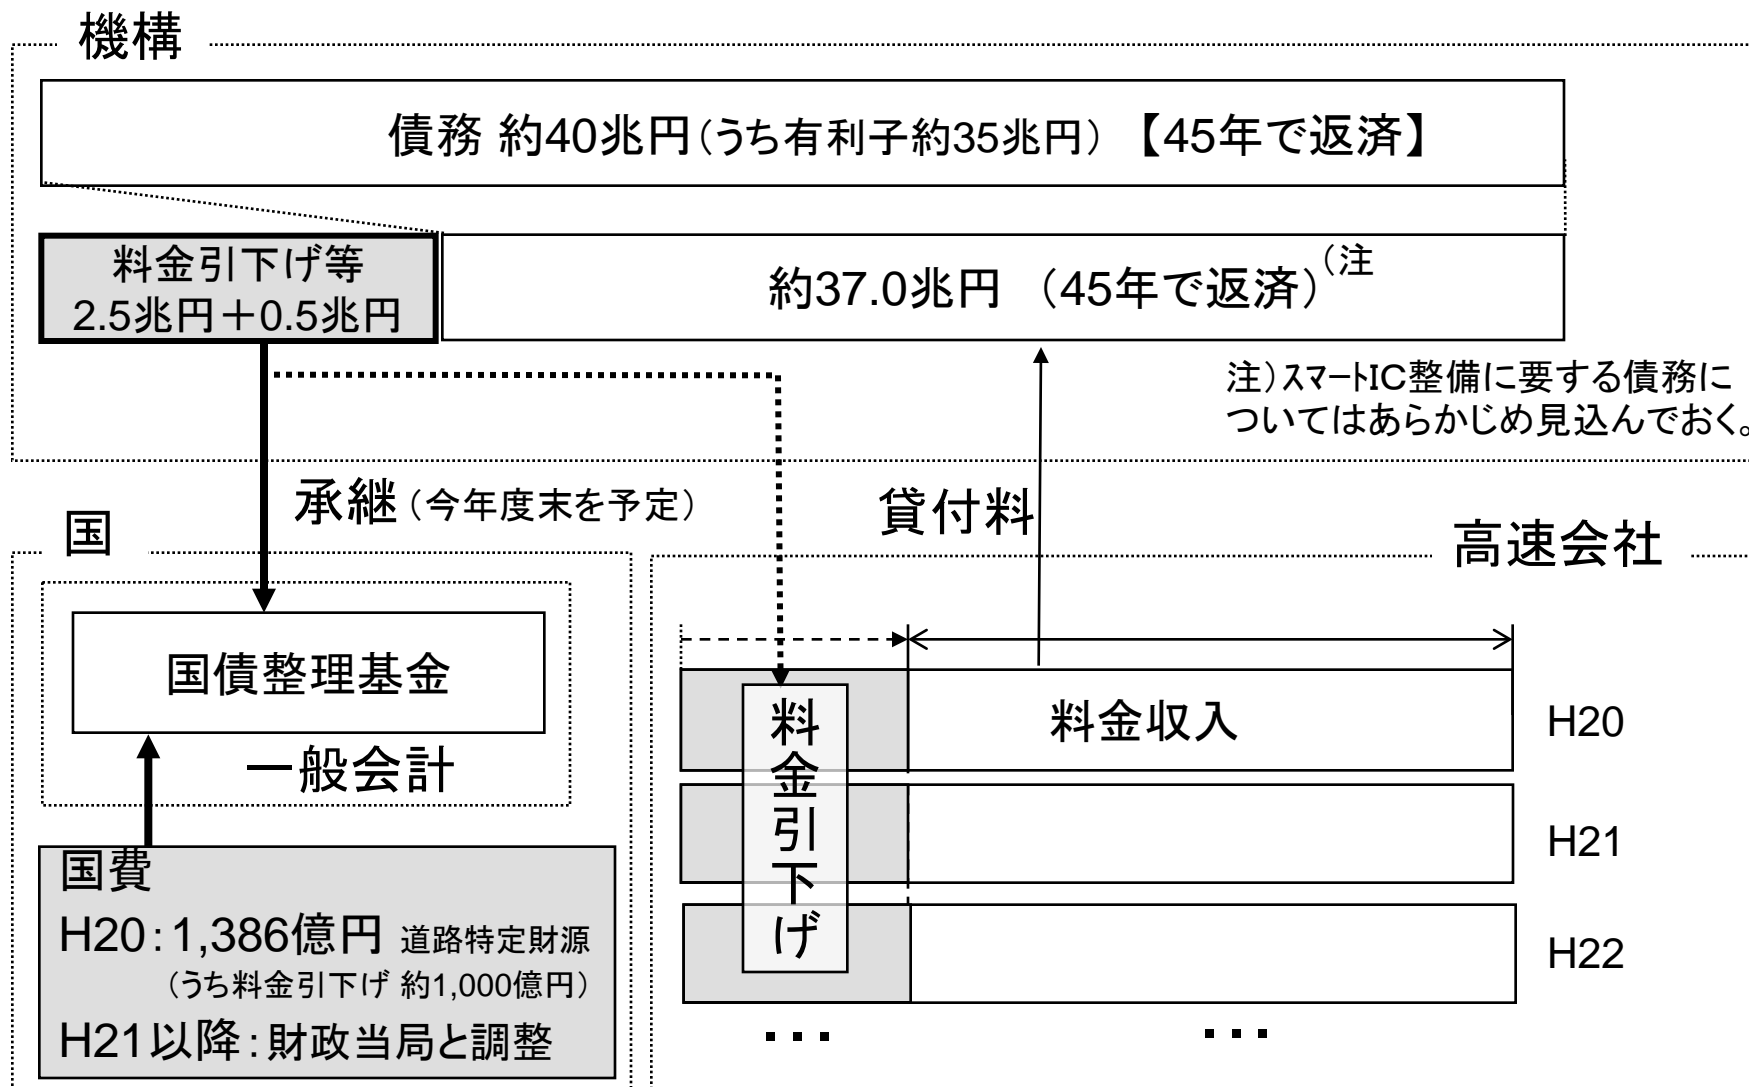 機構
債務 約40兆円（うち有利子約35兆円） 【45年で返済】
料金引下げ等
2.5兆円＋0.5兆円
約37.0兆円 （45年で返済）（注
注）スマートIC整備に要する債務に
ついてはあらかじめ見込んでおく。
承継（今年度末を予定）
貸付料
国
高速会社
国債整理基金
一般会計
国費
H20：1,386億円 道路特定財源
（うち料金引下げ 約1,000億円）
H21以降：財政当局と調整
料金引下げ
料金収入
H20
H21
H22
・・・
・・・